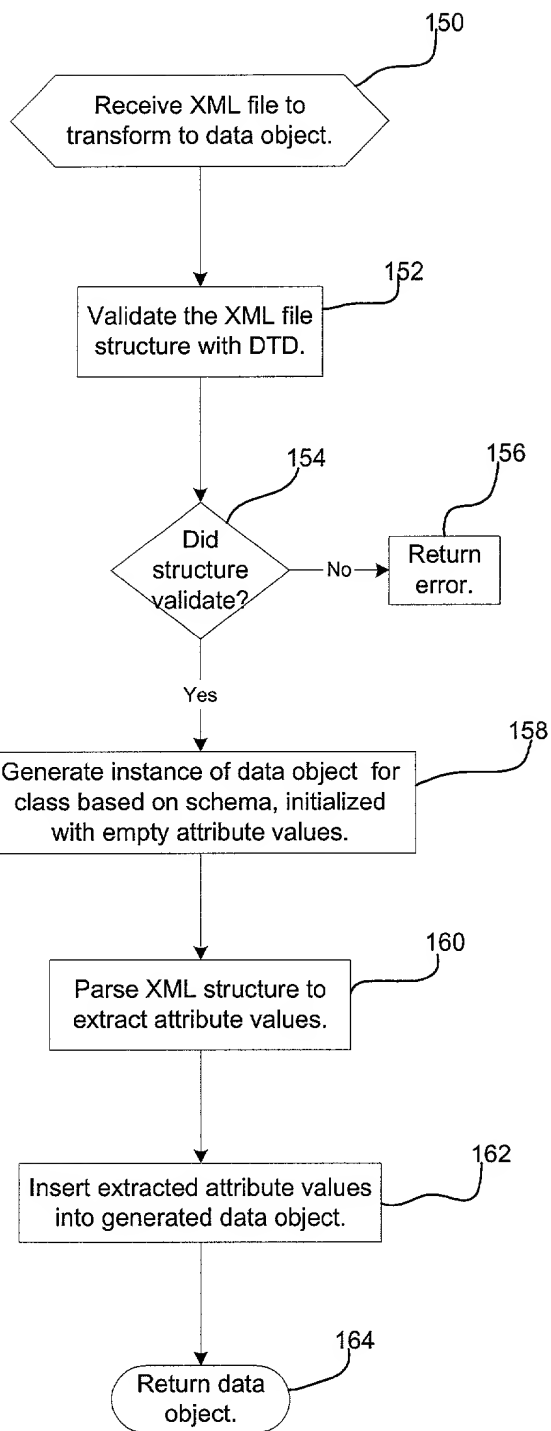 150
Receive XML file to
transform to data object.
152
Validate the XML file
structure with DTD.
154
156
Did
structure
validate?
No
Return
error.
Yes
158
Generate instance of data object for
class based on schema, initialized
with empty attribute values.
160
Parse XML structure to
extract attribute values.
162
Insert extracted attribute values
into generated data object.
164
Return data
object.